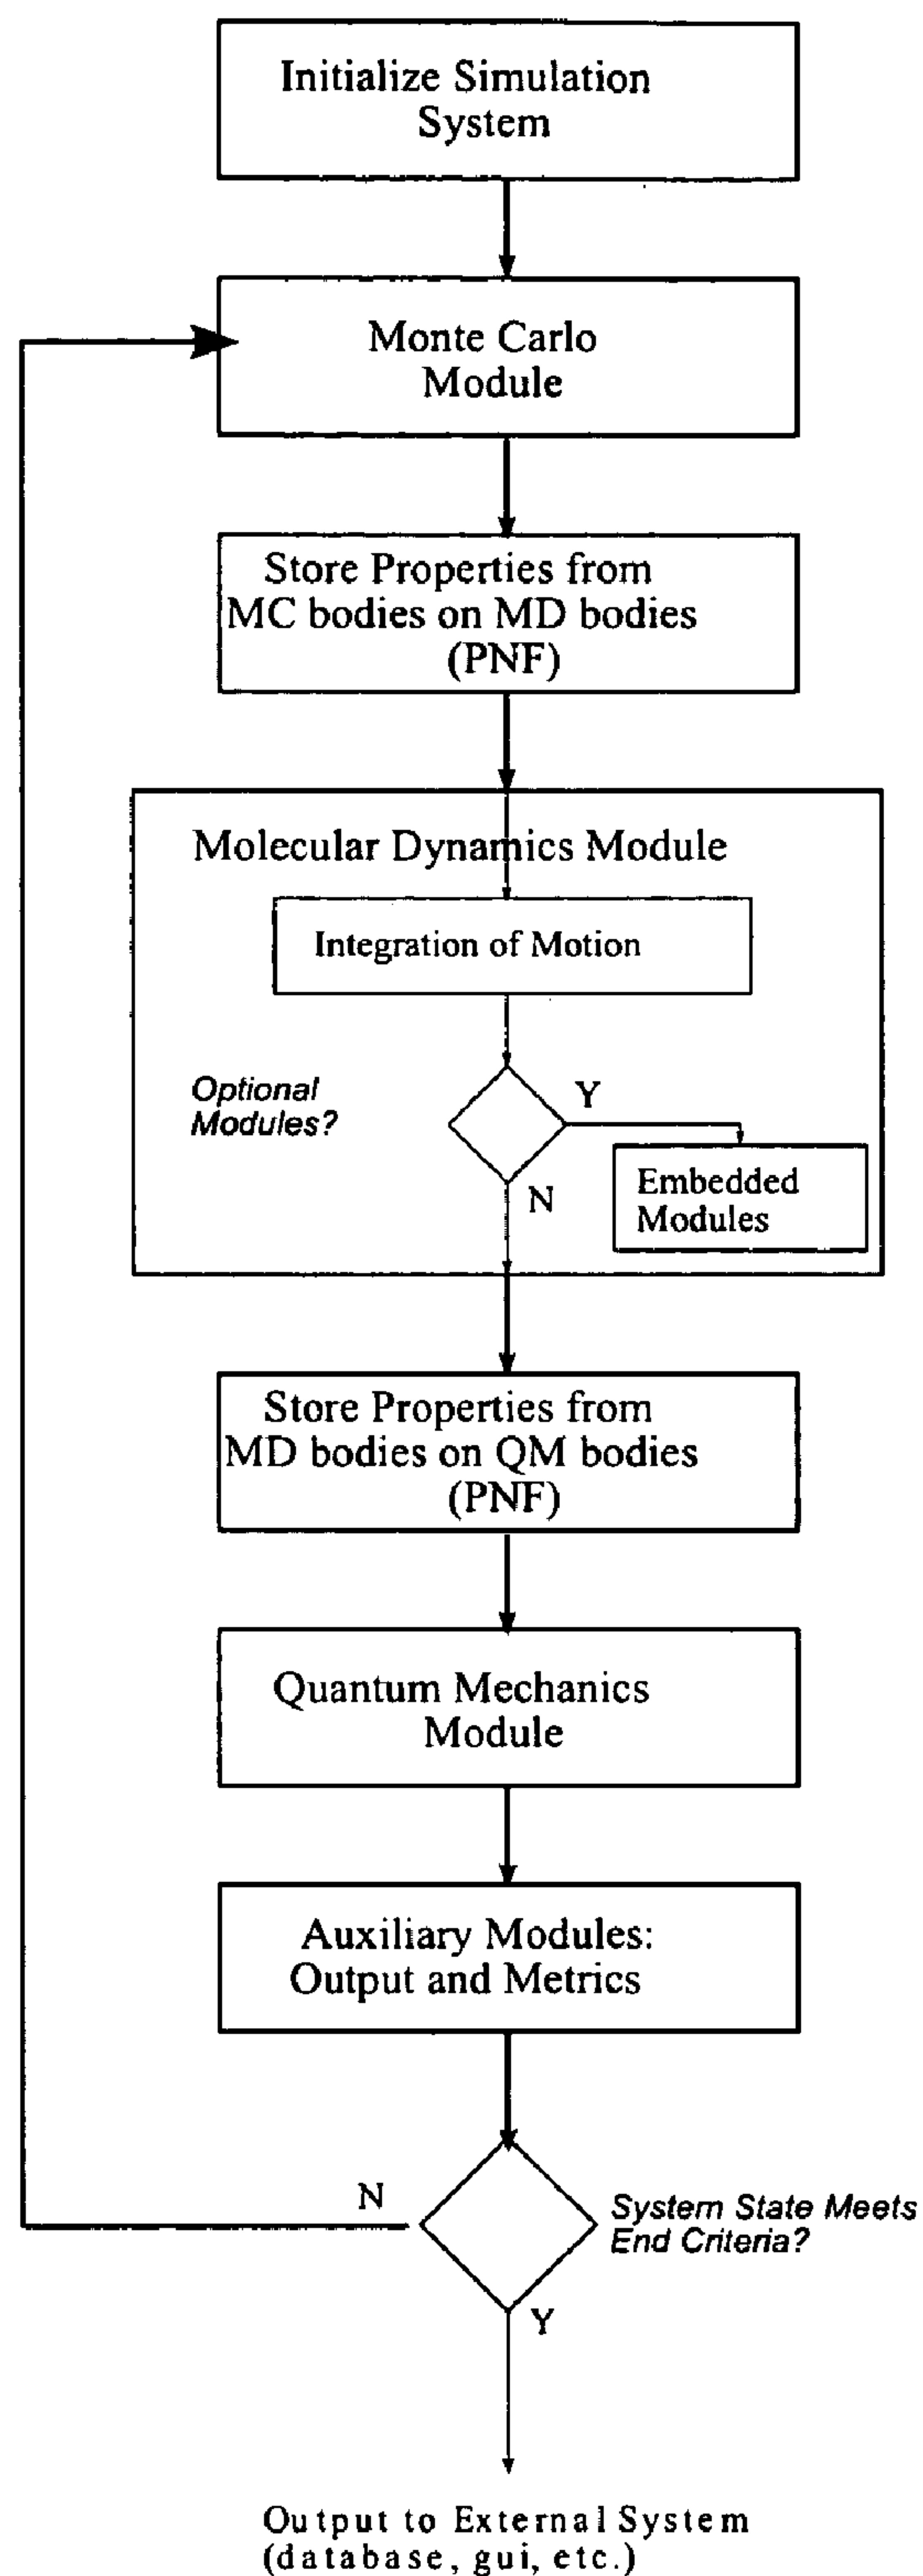 Initialize Simulation
System
Monte Carlo
Module
Store Properties from
MC bodies on MD bodies
(PNF)
Molecular Dynamics Module
Integration of Motion
Optional
Modules?
Y
N
Embedded
Modules
Store Properties from
MD bodies on QM bodies
(PNF)
Quantum Mechanics
Module
Auxiliary Modules:
Output and Metrics
N
System State Meets
End Criteria?
Y
Output to External System
(database, gui, etc.)